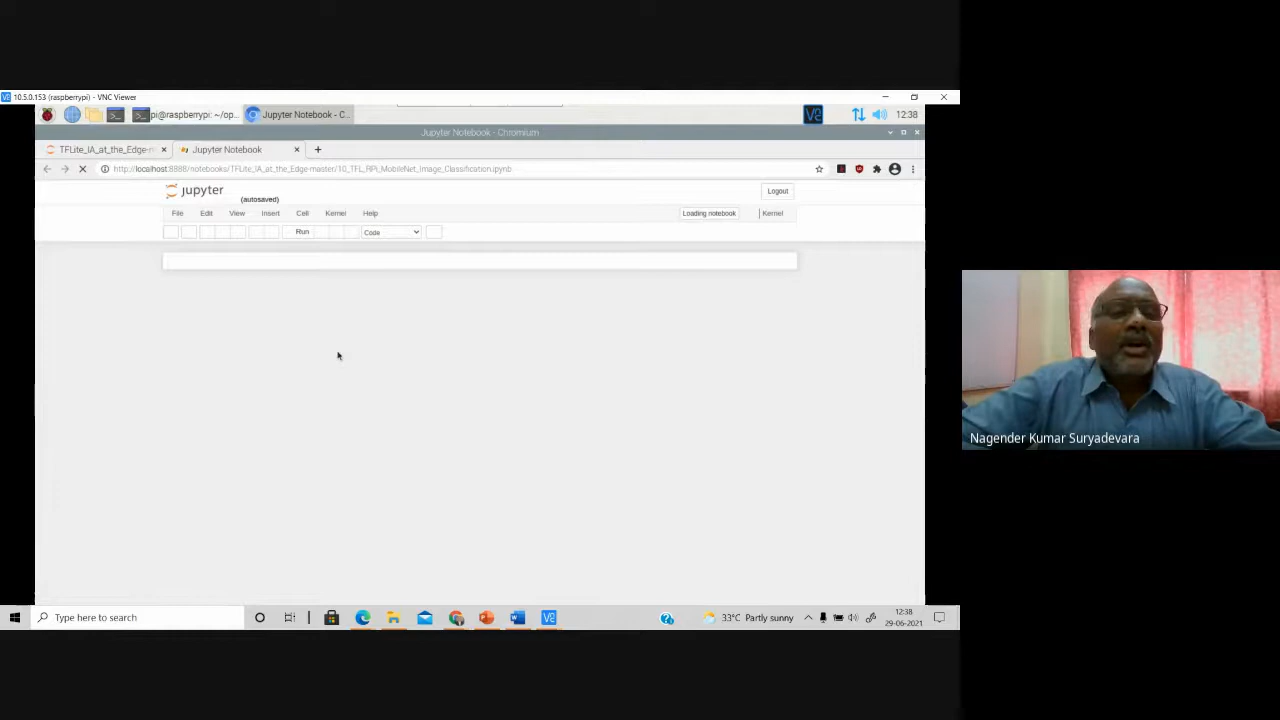 10.5.0.153 (raspberrypi) - VNC Viewer
pi@raspberrypi: ~/op...
Jupyter Notebook - C...
12:38
Jupyter Notebook - Chromium
TFLite_IA_at_the_Edge-m
Jupyter Notebook
http://localhost:8888/notebooks/TFLite_IA_at_the_Edge-master/10_TFL_RPi_MobileNet_Image_Classification.ipynb
jupyter
(autosaved)
Logout
File Edit View Insert Cell Kernel Help
Loading notebook
Kernel
Run
Code
Nagender Kumar Suryadevara
Type here to search
33°C Partly sunny
12:38
29-06-2021